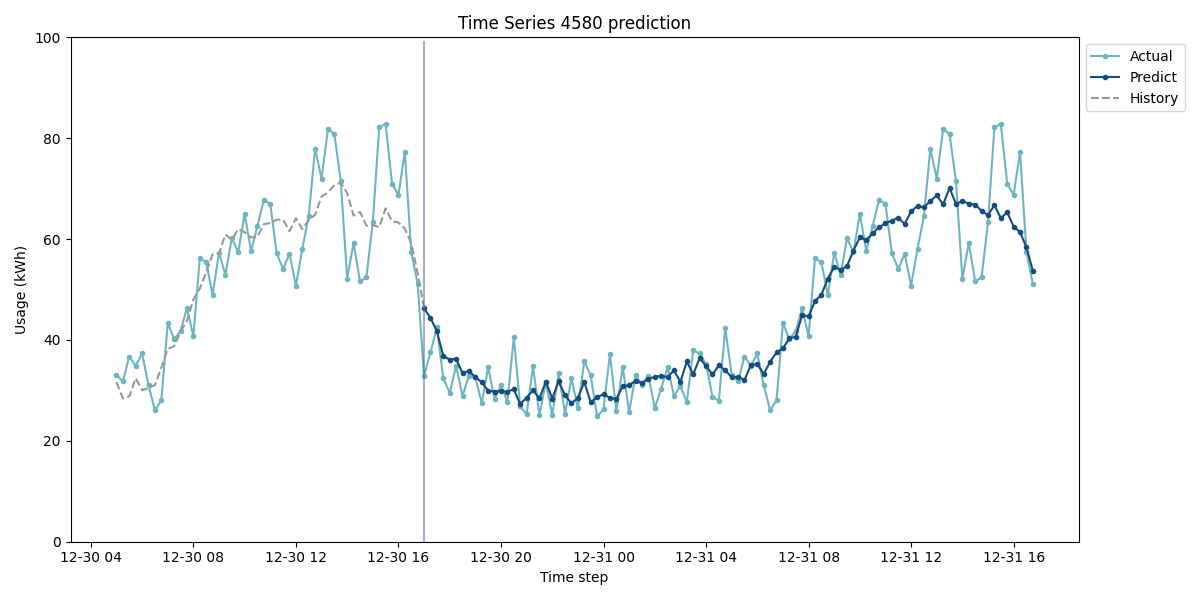 Time Series 4580 prediction
100
80
60
40
20
0
Usage (kWh)
12-30 04
12-30 08
12-30 12
12-30 16
12-30 20
12-31 00
12-31 04
12-31 08
12-31 12
12-31 16
Time step
Actual
Predict
History